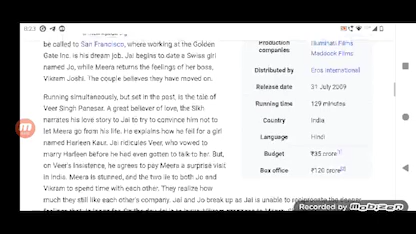 8:23
be called to San Francisco, where working at the Golden
Gate Inc. is his dream job. Jai begins to date a Swiss girl
named Jo, while Meera returns the feelings of her boss,
Vikram Joshi. The couple believes they have moved on.
Running simultaneously, but set in the past, is the tale of
Veer Singh Panesar. A great believer of love, the Sikh
narrates his love story to Jai to try to convince him not to
let Meera go from his life. He explains how he fell for a girl
named Harleen Kaur. Jai ridicules Veer, who vowed to
marry Harleen before he had even gotten to talk to her. But,
on Veer's insistence, he agrees to pay Meera a surprise visit
in India. Meera is stunned, and the two lie to both Jo and
Vikram to spend time with each other. They realize how
much they still like each other's company. Jai and Jo break up as Jai is unable to
Production companies
Illuminati Films
Maddock Films
Distributed by Eros International
Release date 31 July 2009
Running time 129 minutes
Country India
Language Hindi
Budget ₹35 crore[1]
Box office ₹120 crore[2]
Recorded by Mobizen